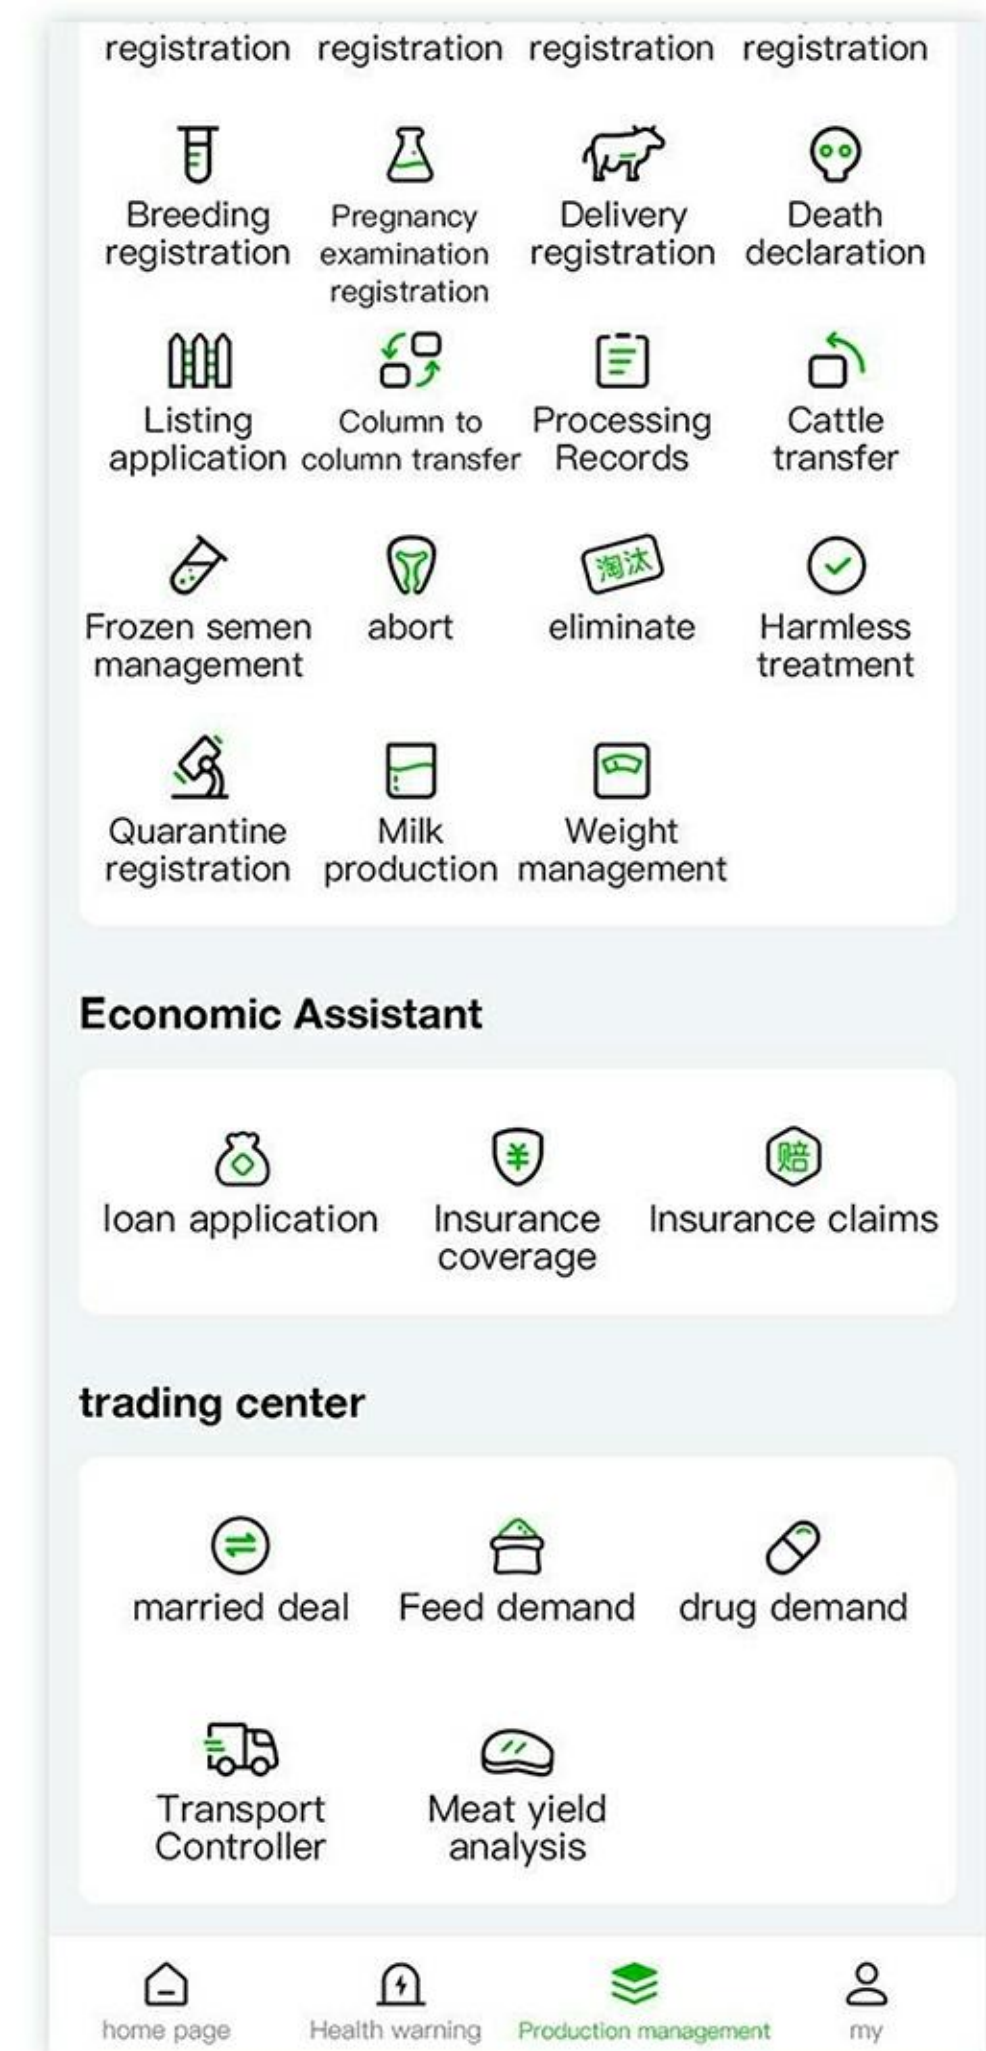 registration registration registration registration
Breeding Pregnancy Delivery Death
registration examination registration declaration
registration
Listing Column to Processing Cattle
application column transfer Records transfer
淘汰
Frozen semen abort eliminate Harmless
management treatment
Quarantine Milk Weight
registration production management
Economic Assistant
¥ 赔
loan application Insurance Insurance claims
coverage
trading center
married deal Feed demand drug demand
Transport Meat yield
Controller analysis
home page Health warning Production management my